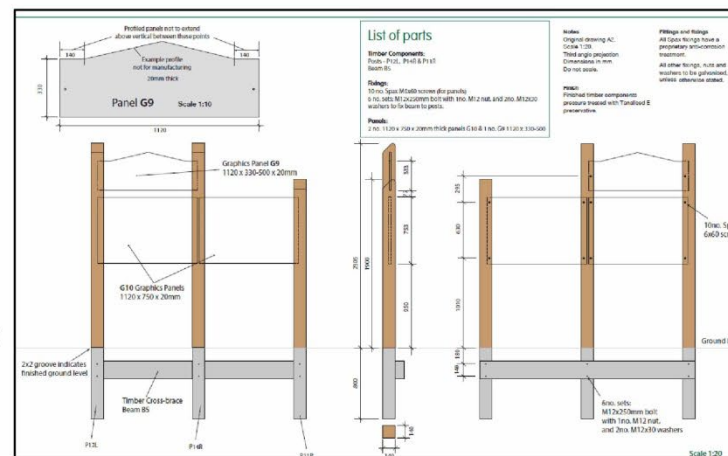 Profiled panels not to extend
above vertical between these points
140
140
Example profile
not for manufacturing
20mm thick
330
Panel G9
Scale 1:10
1120
List of parts
Timber Components:
Posts - P12L, P14R & P11R
Beam B5
Fixings:
10 no. Spax M6x60 screws (for panels)
6 no. sets: M12x250mm bolt with 1no. M12 nut, and 2no. M12x30
washers to fix beam to posts.
Panels:
2 no. 1120 x 750 x 20mm thick panels G10 & 1 no. G9 1120 x 330-500
Notes
Original drawing A2.
Scale 1:20.
Third angle projection
Dimensions in mm
Do not scale.
Finish
Finished timber components
pressure treated with Tanalised E
preservative.
Fittings and fixings
All Spax fixings have a
proprietary anti-corrosion
treatment.
All other fixings, nuts and
washers to be galvanised,
unless otherwise stated.
Graphics Panel G9
1120 x 330-500 x 20mm
G10 Graphics Panels
1120 x 750 x 20mm
2x2 groove indicates
finished ground level
Timber Cross-brace
Beam B5
P12L
P14R
1900
750
950
800
140
295
630
1010
140
10no. Sp
6x60 sc
Ground
6no. sets:
M12x250mm bolt
with 1no. M12 nut,
and 2no. M12x30 washers
Scale 1:20